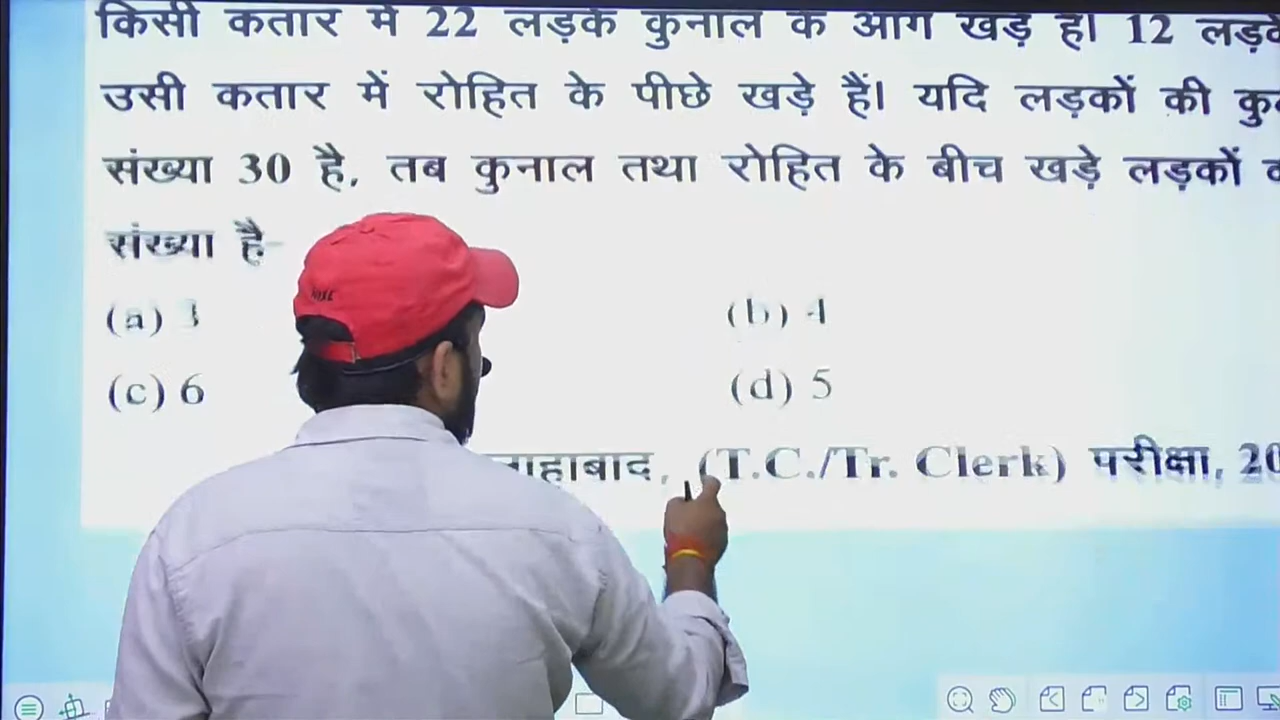 किसी कतार में 22 लड़के कुनाल के आगे खड़े हैं। 12
उसी कतार में रोहित के पीछे खड़े हैं। यदि लड़कों की
संख्या 30 है, तब कुनाल तथा रोहित के बीच खड़े लड़कों
संख्या है-
(a) 3
(b) 4
(c) 6
(d) 5
(T.C./Tr. Clerk) परीक्षा, 20